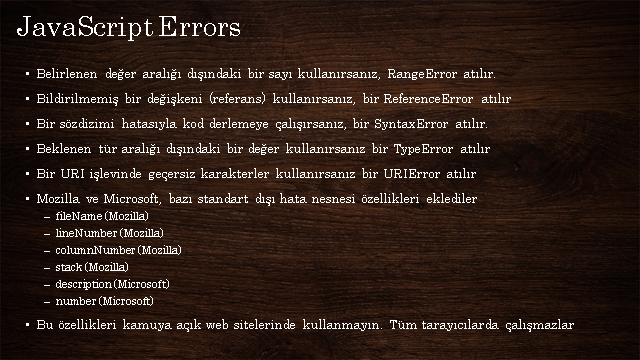 JavaScript Errors
• Belirlenen değer aralığı dışındaki bir sayı kullanırsanız, RangeError atılır.
• Bildirilmemiş bir değişkeni (referans) kullanırsanız, bir ReferenceError atılır
• Bir sözdizimi hatasıyla kod derlemeye çalışırsanız, bir SyntaxError atılır.
• Beklenen tür aralığı dışındaki bir değer kullanırsanız bir TypeError atılır
• Bir URI işlevinde geçersiz karakterler kullanırsanız bir URIError atılır
• Mozilla ve Microsoft, bazı standart dışı hata nesnesi özellikleri eklediler
– fileName (Mozilla)
– lineNumber (Mozilla)
– columnNumber (Mozilla)
– stack (Mozilla)
– description (Microsoft)
– number (Microsoft)
• Bu özellikleri kamuya açık web sitelerinde kullanmayın. Tüm tarayıcılarda çalışmazlar